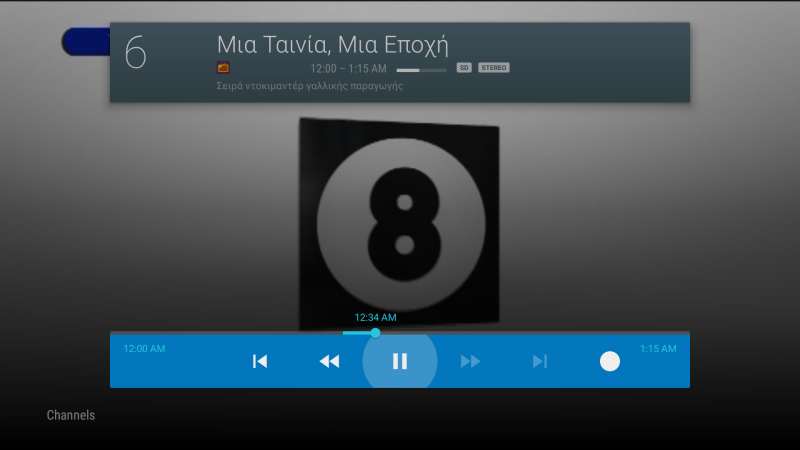 6
Μια Ταινία, Μια Εποχή
12:00 – 1:15 AM SD STEREO
Σειρά ντοκιμαντέρ γαλλικής παραγωγής
8
12:34 AM
12:00 AM
1:15 AM
Channels